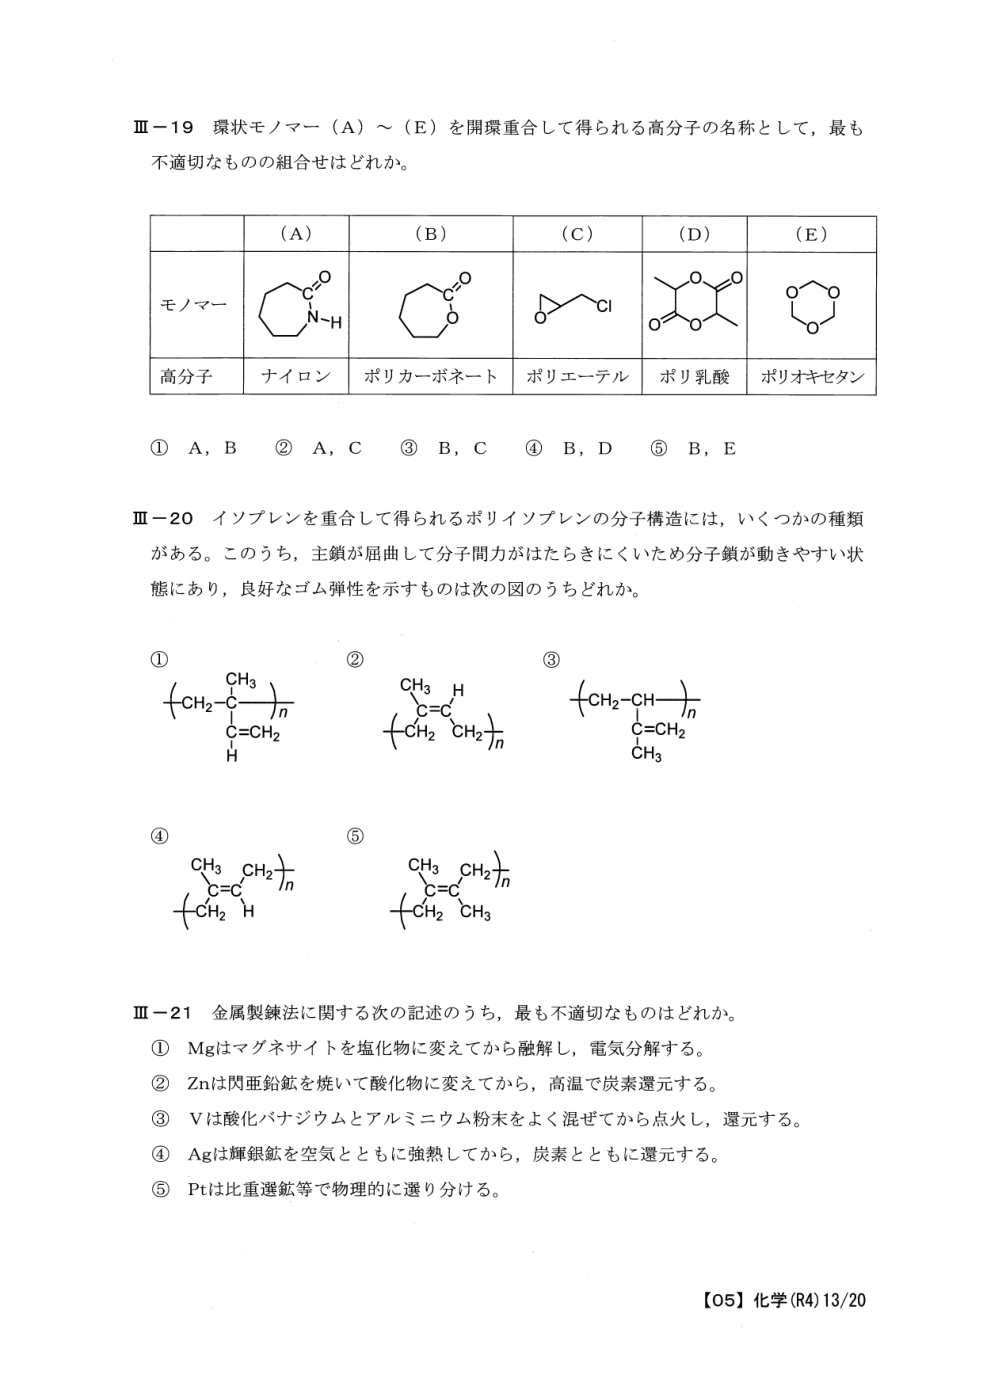 Ⅲ－19　環状モノマー（A）～（E）を開環重合して得られる高分子の名称として，最も
不適切なものの組合せはどれか。
（A）　（B）　（C）　（D）　（E）
モノマー
O C N-H
O C O
O Cl
O O O O
O O O
高分子　ナイロン　ポリカーボネート　ポリエーテル　ポリ乳酸　ポリオキセタン
①　A，B　②　A，C　③　B，C　④　B，D　⑤　B，E
Ⅲ－20　イソプレンを重合して得られるポリイソプレンの分子構造には，いくつかの種類
がある。このうち，主鎖が屈曲して分子間力がはたらきにくいため分子鎖が動きやすい状
態にあり，良好なゴム弾性を示すものは次の図のうちどれか。
①
CH3
CH2-C n
C=CH2
H
②
CH3 H
C=C
CH2 CH2 n
③
CH2-CH n
C=CH2
CH3
④
CH3 CH2 n
C=C
CH2 H
⑤
CH3 CH2 n
C=C
CH2 CH3
Ⅲ－21　金属製錬法に関する次の記述のうち，最も不適切なものはどれか。
①　Mgはマグネサイトを塩化物に変えてから融解し，電気分解する。
②　Znは閃亜鉛鉱を焼いて酸化物に変えてから，高温で炭素還元する。
③　Vは酸化バナジウムとアルミニウム粉末をよく混ぜてから点火し，還元する。
④　Agは輝銀鉱を空気とともに強熱してから，炭素とともに還元する。
⑤　Ptは比重選鉱等で物理的に選り分ける。
【05】化学(R4)13/20